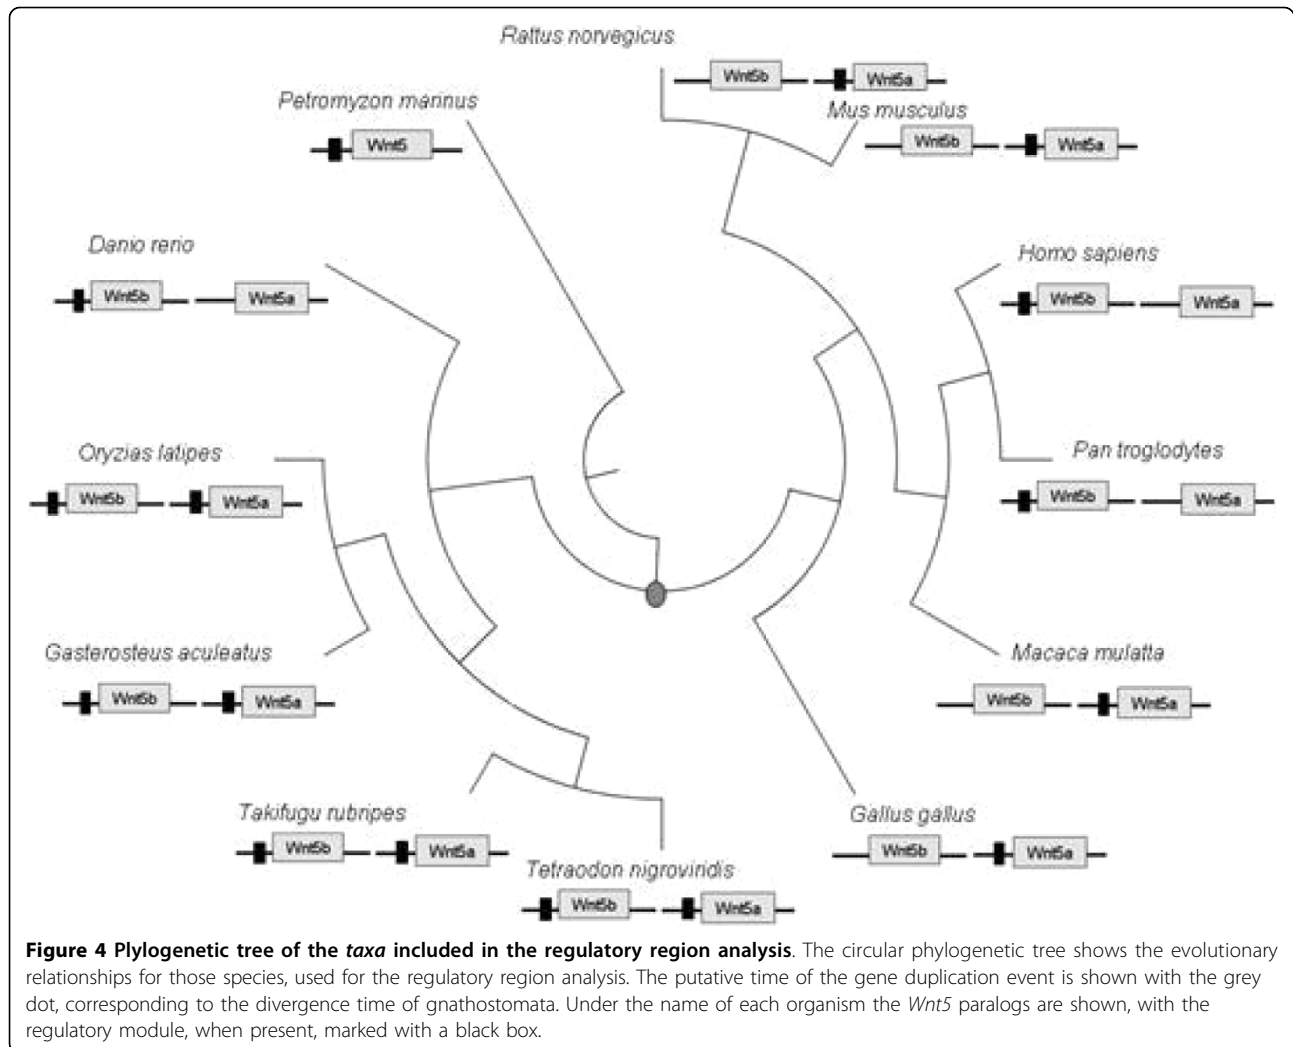 Rattus norvegicus
Wnt5b Wnt5a
Petromyzon marinus
Wnt5
Mus musculus
Wnt5b Wnt5a
Danio rerio
Wnt5b Wnt5a
Homo sapiens
Wnt5b Wnt5a
Oryzias latipes
Wnt5b Wnt5a
Pan troglodytes
Wnt5b Wnt5a
Gasterosteus aculeatus
Wnt5b Wnt5a
Macaca mulatta
Wnt5b Wnt5a
Takifugu rubripes
Wnt5b Wnt5a
Gallus gallus
Wnt5b Wnt5a
Tetraodon nigroviridis
Wnt5b Wnt5a
Figure 4 Plylogenetic tree of the taxa included in the regulatory region analysis. The circular phylogenetic tree shows the evolutionary
relationships for those species, used for the regulatory region analysis. The putative time of the gene duplication event is shown with the grey
dot, corresponding to the divergence time of gnathostomata. Under the name of each organism the Wnt5 paralogs are shown, with the
regulatory module, when present, marked with a black box.